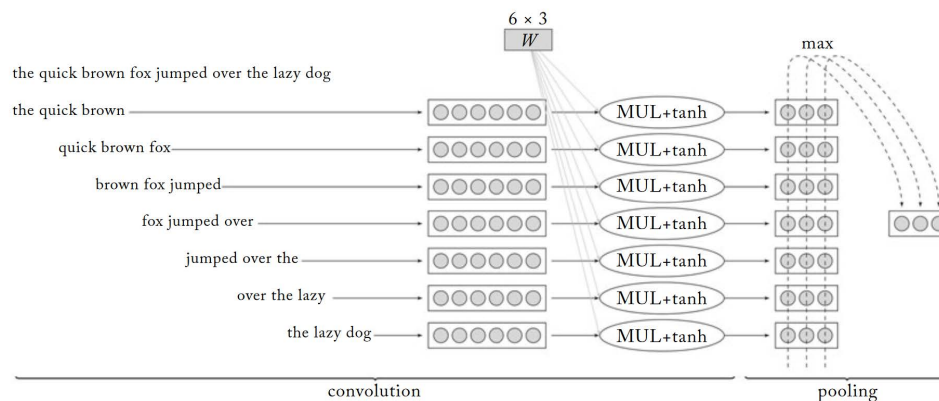 6 × 3
W
max
the quick brown fox jumped over the lazy dog
the quick brown MUL+tanh
quick brown fox MUL+tanh
brown fox jumped MUL+tanh
fox jumped over MUL+tanh
jumped over the MUL+tanh
over the lazy MUL+tanh
the lazy dog MUL+tanh
convolution pooling